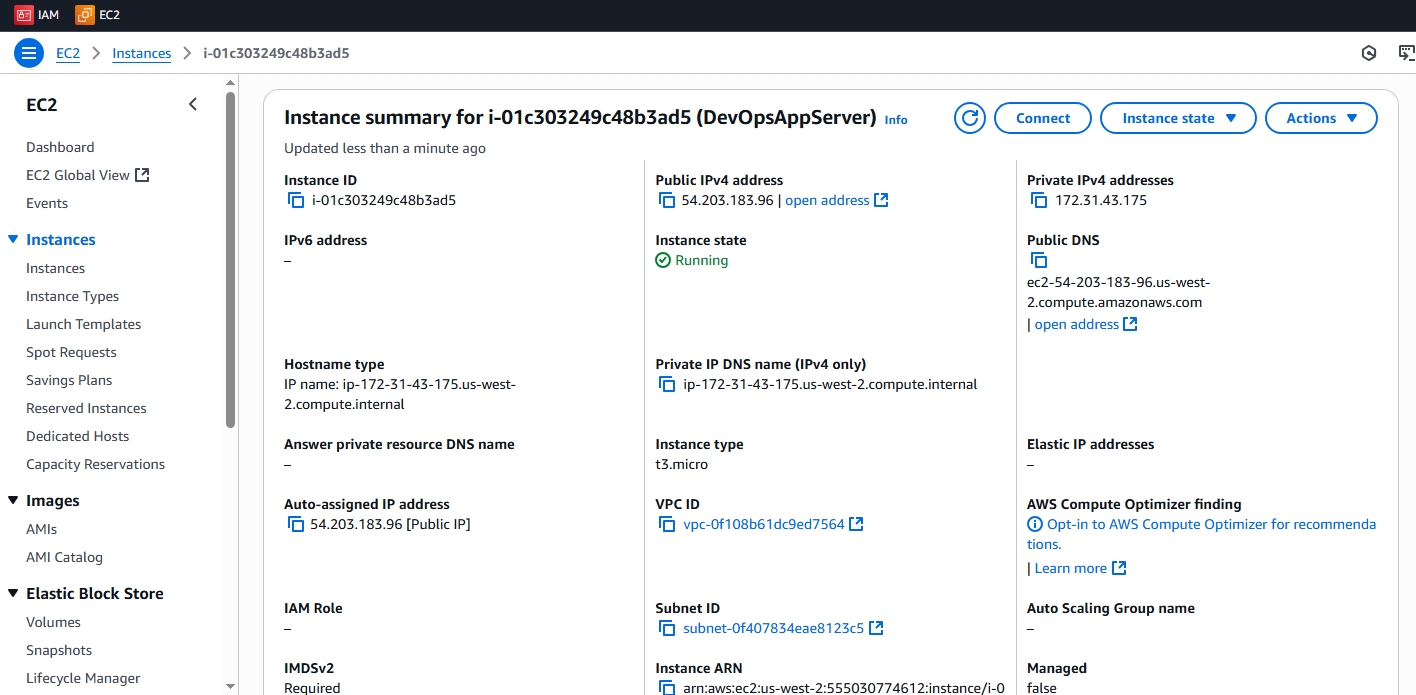 IAM EC2
EC2 Instances i-01c303249c48b3ad5
EC2
Dashboard
EC2 Global View
Events
Instances
Instances
Instance Types
Launch Templates
Spot Requests
Savings Plans
Reserved Instances
Dedicated Hosts
Capacity Reservations
Images
AMIs
AMI Catalog
Elastic Block Store
Volumes
Snapshots
Lifecycle Manager
Instance summary for i-01c303249c48b3ad5 (DevOpsAppServer) Info
Connect
Instance state
Actions
Updated less than a minute ago
Instance ID
i-01c303249c48b3ad5
Public IPv4 address
54.203.183.96 | open address
Private IPv4 addresses
172.31.43.175
IPv6 address
–
Instance state
Running
Public DNS
ec2-54-203-183-96.us-west-
2.compute.amazonaws.com
| open address
Hostname type
IP name: ip-172-31-43-175.us-west-
2.compute.internal
Private IP DNS name (IPv4 only)
ip-172-31-43-175.us-west-2.compute.internal
Answer private resource DNS name
–
Instance type
t3.micro
Elastic IP addresses
–
Auto-assigned IP address
54.203.183.96 [Public IP]
VPC ID
vpc-0f108b61dc9ed7564
AWS Compute Optimizer finding
Opt-in to AWS Compute Optimizer for recommenda
tions.
| Learn more
IAM Role
–
Subnet ID
subnet-0f407834eae8123c5
Auto Scaling Group name
–
IMDSv2
Required
Instance ARN
arn:aws:ec2:us-west-2:555030774612:instance/i-0
Managed
false